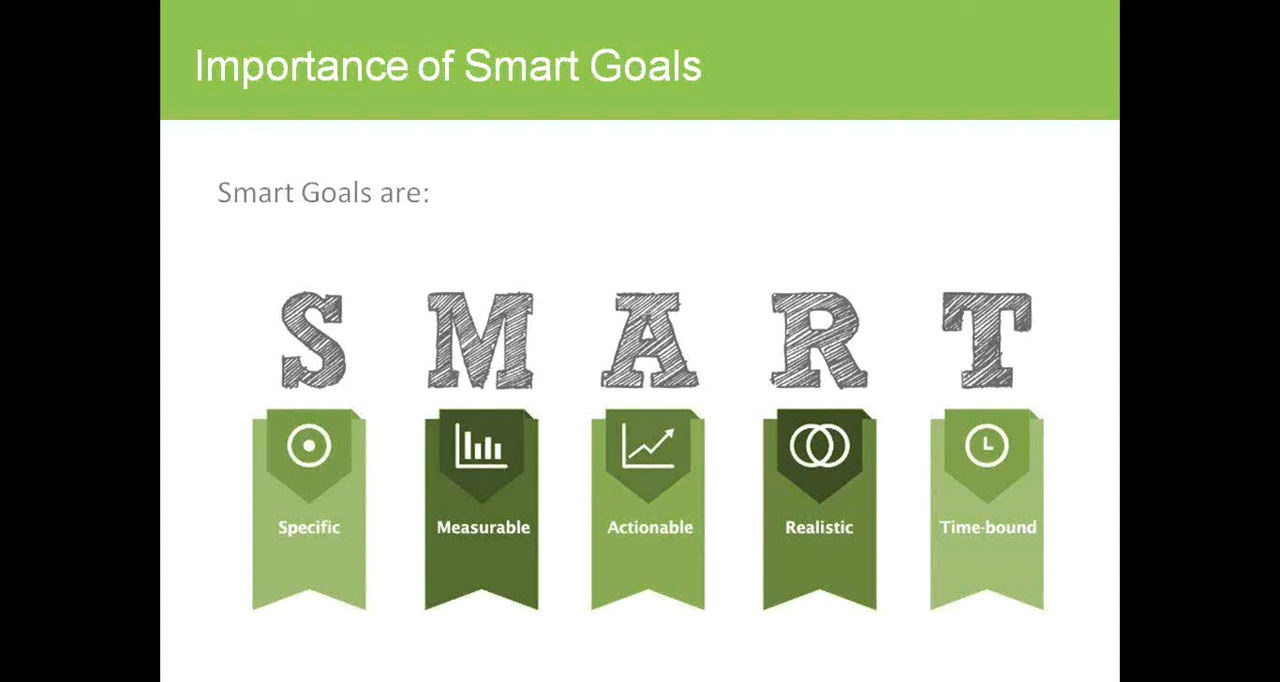 Importance of Smart Goals
Smart Goals are:
S M A R T
Specific Measurable Actionable Realistic Time-bound